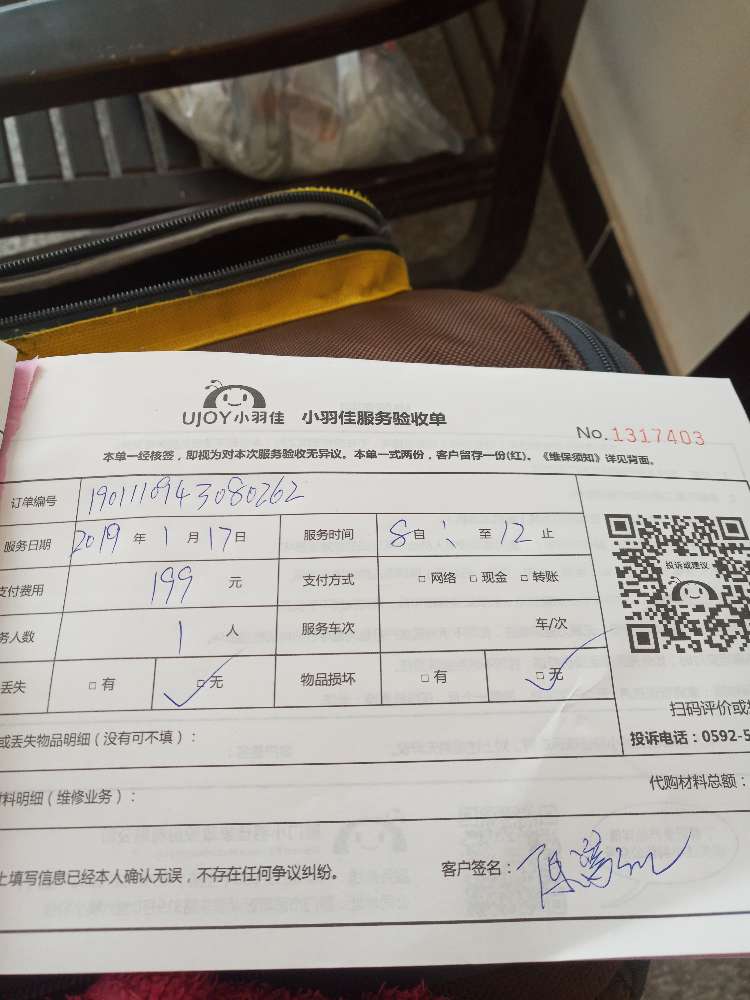 UJOY小羽佳 小羽佳服务验收单
No.1317403
本单一经核签，即视为对本次服务验收无异议。本单一式两份，客户留存一份(红)。《维保须知》详见背面。
订单编号 1901110943080262
服务日期 2019 年 1 月 17 日 服务时间 8 自 : 至 12 止
支付费用 199 元 支付方式 □ 网络 □ 现金 □ 转账
务人数 1 人 服务车次 车/次
丢失 □ 有 □ 无 物品损坏 □ 有 □ 无
投诉或建议
扫码评价或
或丢失物品明细（没有可不填）：
投诉电话：0592-5
料明细（维修业务）：
代购材料总额：
上填写信息已经本人确认无误，不存在任何争议纠纷。 客户签名：